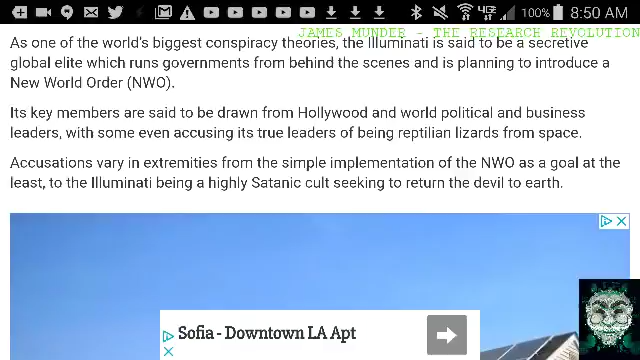 100% 8:50 AM
JAMES MUNDER - THE RESEARCH REVOLUTION
As one of the world's biggest conspiracy theories, the Illuminati is said to be a secretive
global elite which runs governments from behind the scenes and is planning to introduce a
New World Order (NWO).
Its key members are said to be drawn from Hollywood and world political and business
leaders, with some even accusing its true leaders of being reptilian lizards from space.
Accusations vary in extremities from the simple implementation of the NWO as a goal at the
least, to the Illuminati being a highly Satanic cult seeking to return the devil to earth.
Sofia - Downtown LA Apt